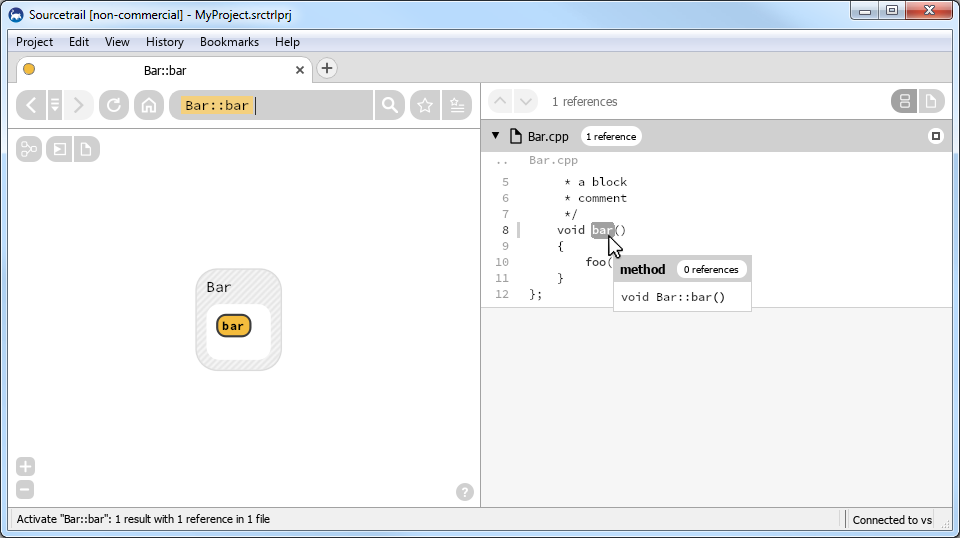 Sourcetrail [non-commercial] - MyProject.srctrlprj
Project Edit View History Bookmarks Help
Bar::bar
Bar::bar
1 references
Bar.cpp 1 reference
.. Bar.cpp
5 * a block
6 * comment
7 */
8 void bar()
9 {
10 foo(
11 }
12 };
method 0 references
void Bar::bar()
Bar
bar
?
Activate "Bar::bar": 1 result with 1 reference in 1 file
Connected to vs